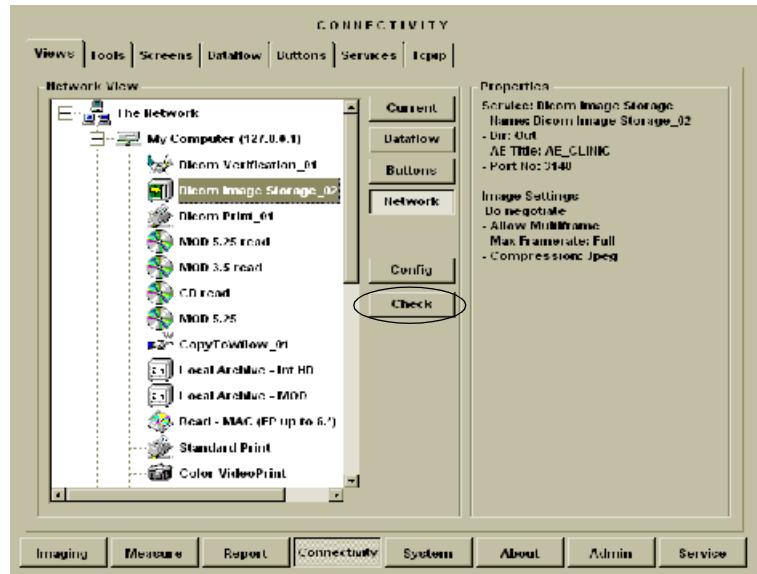 CONNECTIVITY
Views Tools Screens Dataflow Buttons Services Tcpip
Network View
The Network
My Computer (127.0.0.1)
Dicom Verification_01
Dicom Image Storage_02
Dicom Print_01
MOD 5.25 read
MOD 3.5 read
CD read
MOD 5.25
CopyToWillow_01
Local Archive - Int HD
Local Archive - MOD
Read - MAC (FP up to 6.*)
Standard Print
Color VideoPrint
Current
Dataflow
Buttons
Network
Config
Check
Properties
Service: Dicom Image Storage
Name: Dicom Image Storage_02
- Dir: Out
AE Title: AE_CLINIC
- Port No: 3140
Image Settings
Do negotiate
- Allow Multiframe
Max Framerate: Full
- Compression: Jpeg
Imaging Measure Report Connectivity System About Admin Service